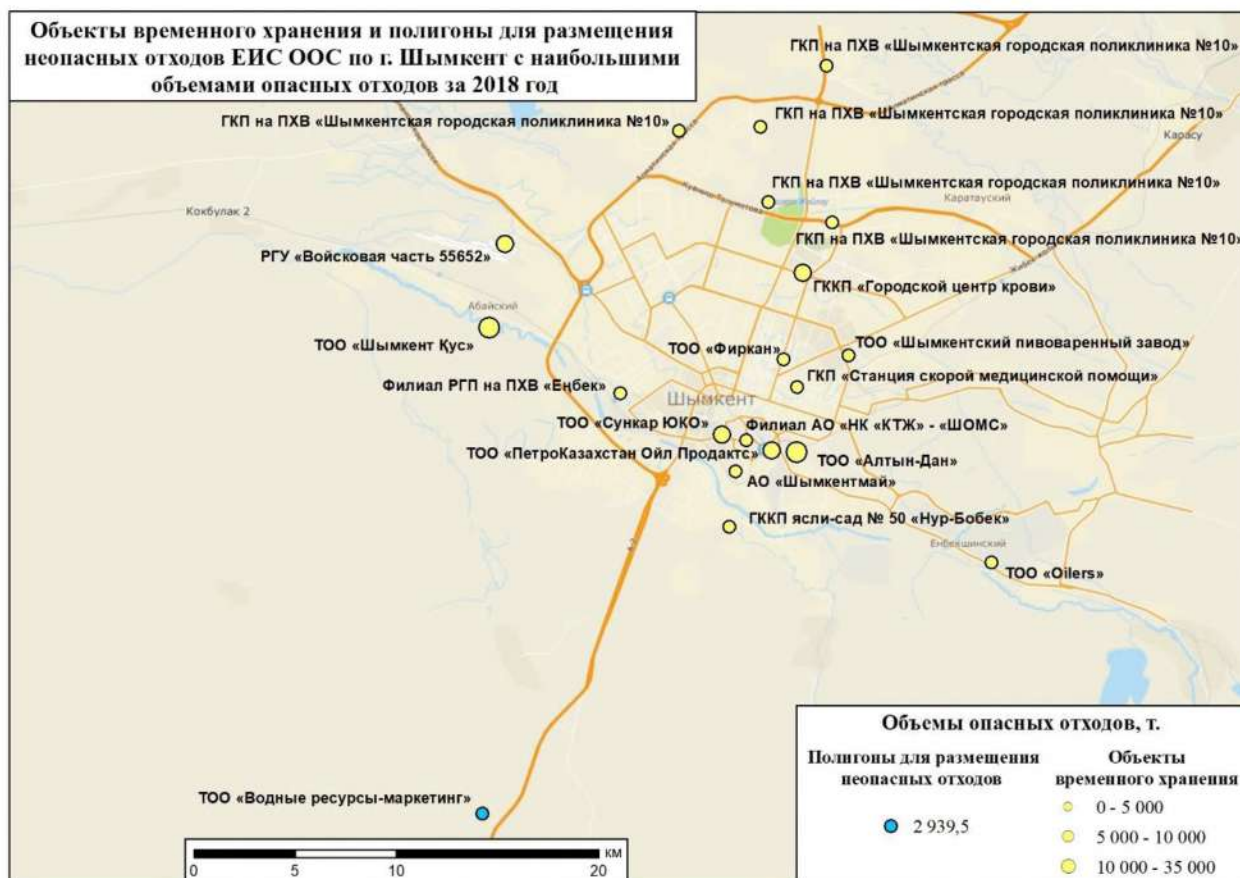 Объекты временного хранения и полигоны для размещения
неопасных отходов ЕИС ООС по г. Шымкент с наибольшими
объемами опасных отходов за 2018 год
ГКП на ПХВ «Шымкентская городская поликлиника №10»
ГКП на ПХВ «Шымкентская городская поликлиника №10»
ГКП на ПХВ «Шымкентская городская поликлиника №10»
Карасу
ГКП на ПХВ «Шымкентская городская поликлиника №10»
Каратауский
Кокбулак 2
ГКП на ПХВ «Шымкентская городская поликлиника №10»
РГУ «Войсковая часть 55652»
ГККП «Городской центр крови»
Абайский
ТОО «Шымкент Құс»
ТОО «Фиркан»
ТОО «Шымкентский пивоваренный завод»
Филиал РГП на ПХВ «Еңбек»
ГКП «Станция скорой медицинской помощи»
Шымкент
ТОО «Сункар ЮКО»
Филиал АО «НК «КТЖ» - «ШОМС»
ТОО «ПетроКазахстан Ойл Продактс»
ТОО «Алтын-Дан»
АО «Шымкентмай»
ГККП ясли-сад № 50 «Нур-Бобек»
Енбекшинский
ТОО «Oilers»
ТОО «Водные ресурсы-маркетинг»
Объемы опасных отходов, т.
Полигоны для размещения
неопасных отходов
2 939,5
Объекты
временного хранения
0 - 5 000
5 000 - 10 000
10 000 - 35 000
км
0 5 10 20